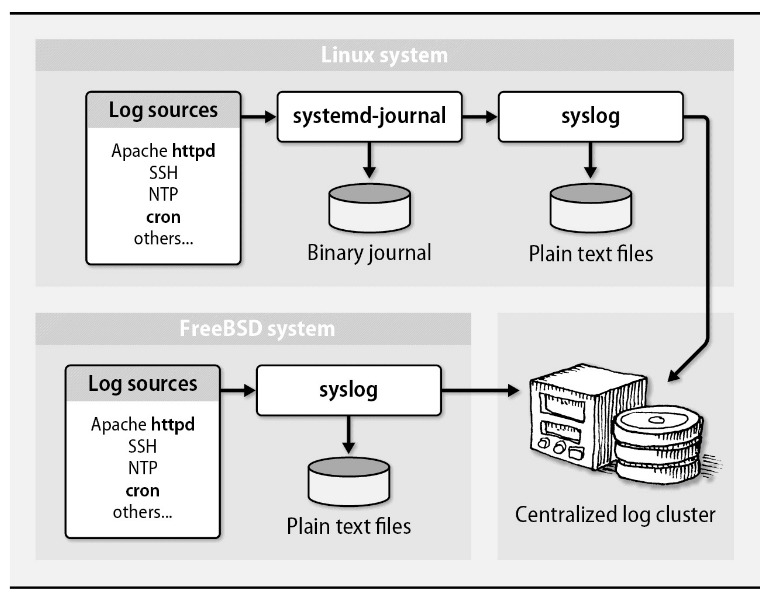 Linux system
Log sources
Apache httpd
SSH
NTP
cron
others...
systemd-journal
Binary journal
syslog
Plain text files
FreeBSD system
Log sources
Apache httpd
SSH
NTP
cron
others...
syslog
Plain text files
Centralized log cluster